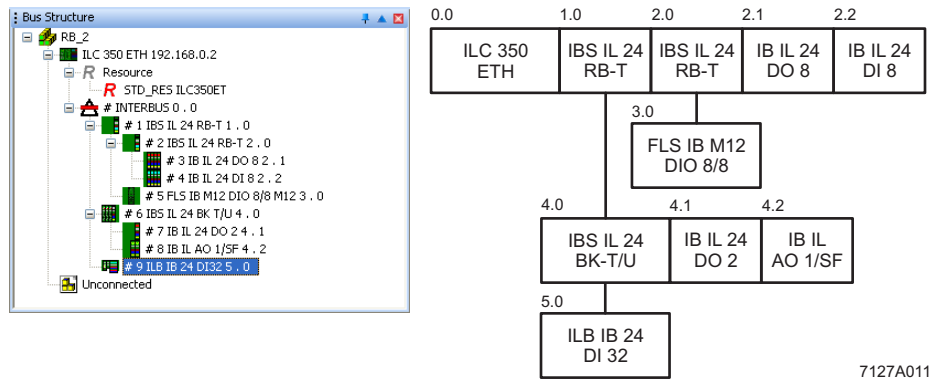 Bus Structure
RB_2
ILC 350 ETH 192.168.0.2
R Resource
R STD_RES ILC350ET
# INTERBUS 0 . 0
# 1 IBS IL 24 RB-T 1 . 0
# 2 IBS IL 24 RB-T 2 . 0
# 3 IB IL 24 DO 8 2 . 1
# 4 IB IL 24 DI 8 2 . 2
# 5 FLS IB M12 DIO 8/8 M12 3 . 0
# 6 IBS IL 24 BK T/U 4 . 0
# 7 IB IL 24 DO 2 4 . 1
# 8 IB IL AO 1/SF 4 . 2
# 9 ILB IB 24 DI32 5 . 0
Unconnected
0.0 1.0 2.0 2.1 2.2
ILC 350
ETH
IBS IL 24
RB-T
IBS IL 24
RB-T
IB IL 24
DO 8
IB IL 24
DI 8
3.0
FLS IB M12
DIO 8/8
4.0 4.1 4.2
IBS IL 24
BK-T/U
IB IL 24
DO 2
IB IL
AO 1/SF
5.0
ILB IB 24
DI 32
7127A011